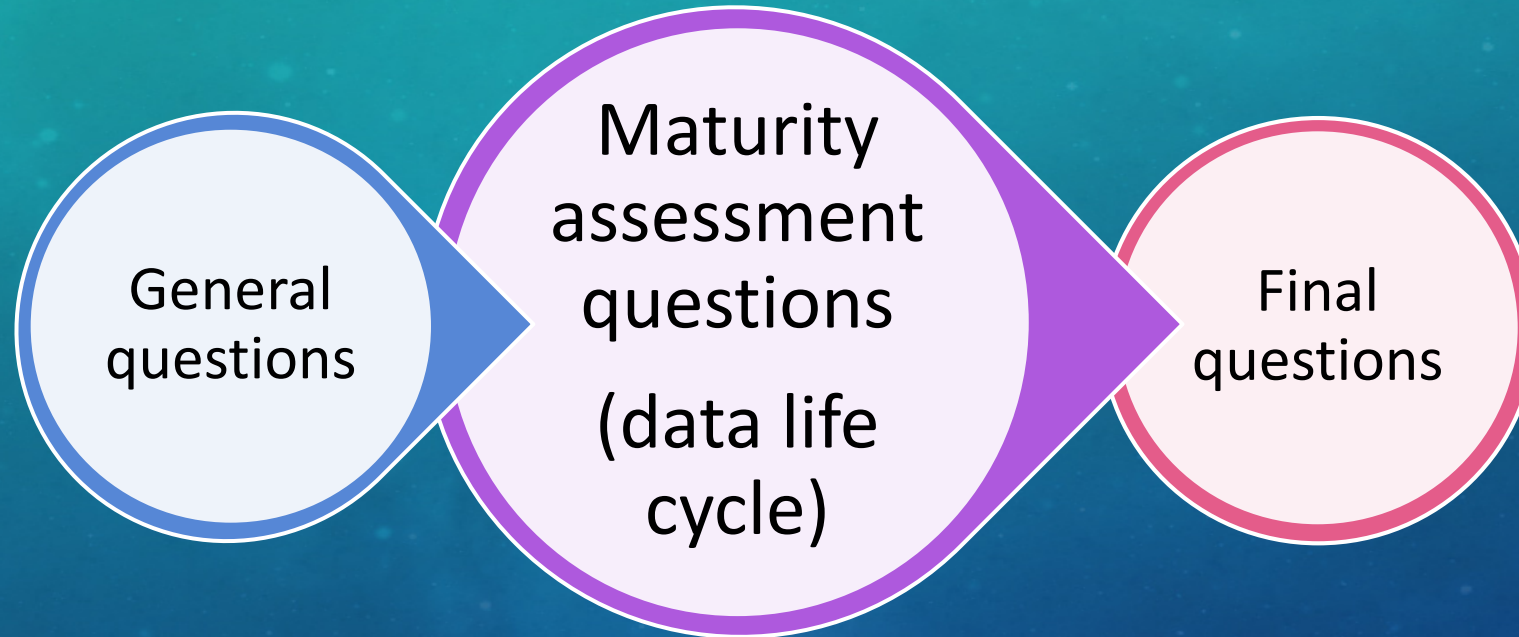 General
questions
Maturity
assessment
questions
(data life
cycle)
Final
questions